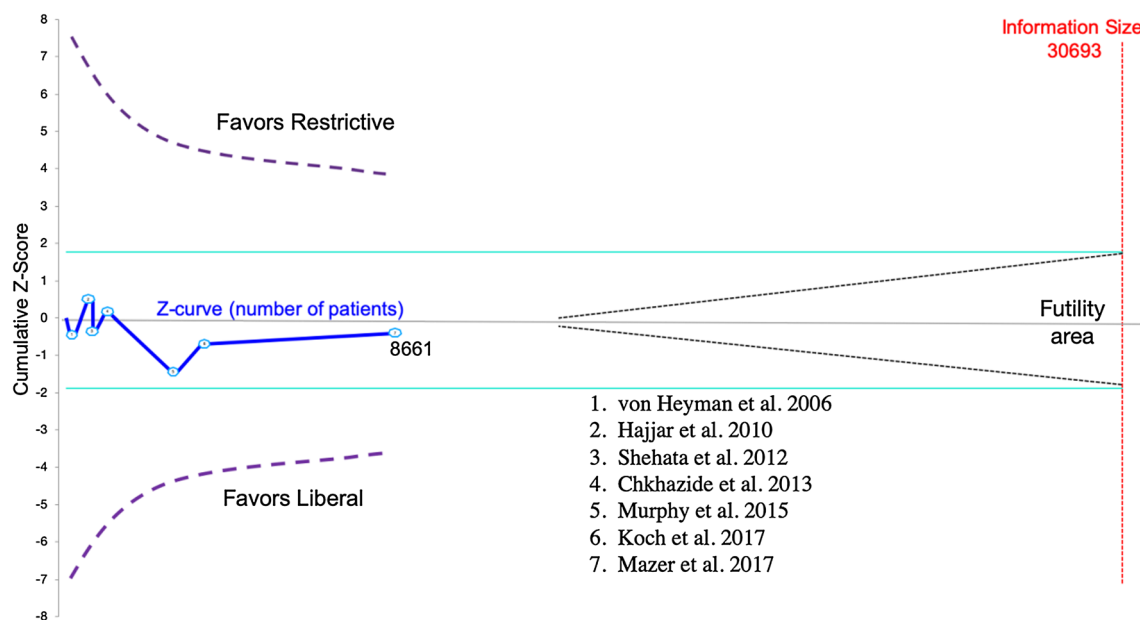 Information Size
30693
Favors Restrictive
Cumulative Z-Score
8
7
6
5
4
3
2
1
0
-1
-2
-3
-4
-5
-6
-7
-8
Z-curve (number of patients)
8661
Futility
area
Favors Liberal
1. von Heyman et al. 2006
2. Hajjar et al. 2010
3. Shehata et al. 2012
4. Chkhazide et al. 2013
5. Murphy et al. 2015
6. Koch et al. 2017
7. Mazer et al. 2017